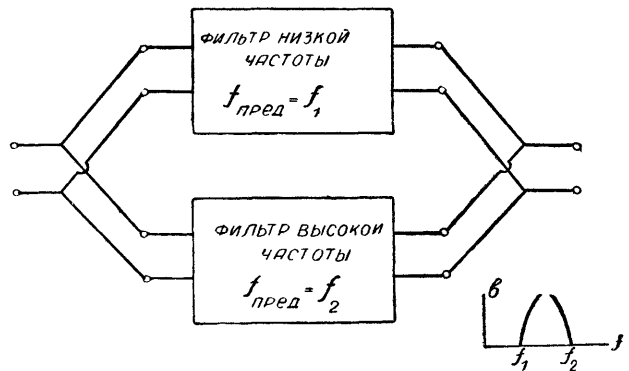 ФИЛЬТР НИЗКОЙ
ЧАСТОТЫ
fпред = f1
ФИЛЬТР ВЫСОКОЙ
ЧАСТОТЫ
fпред = f2
в
f1 f2 f